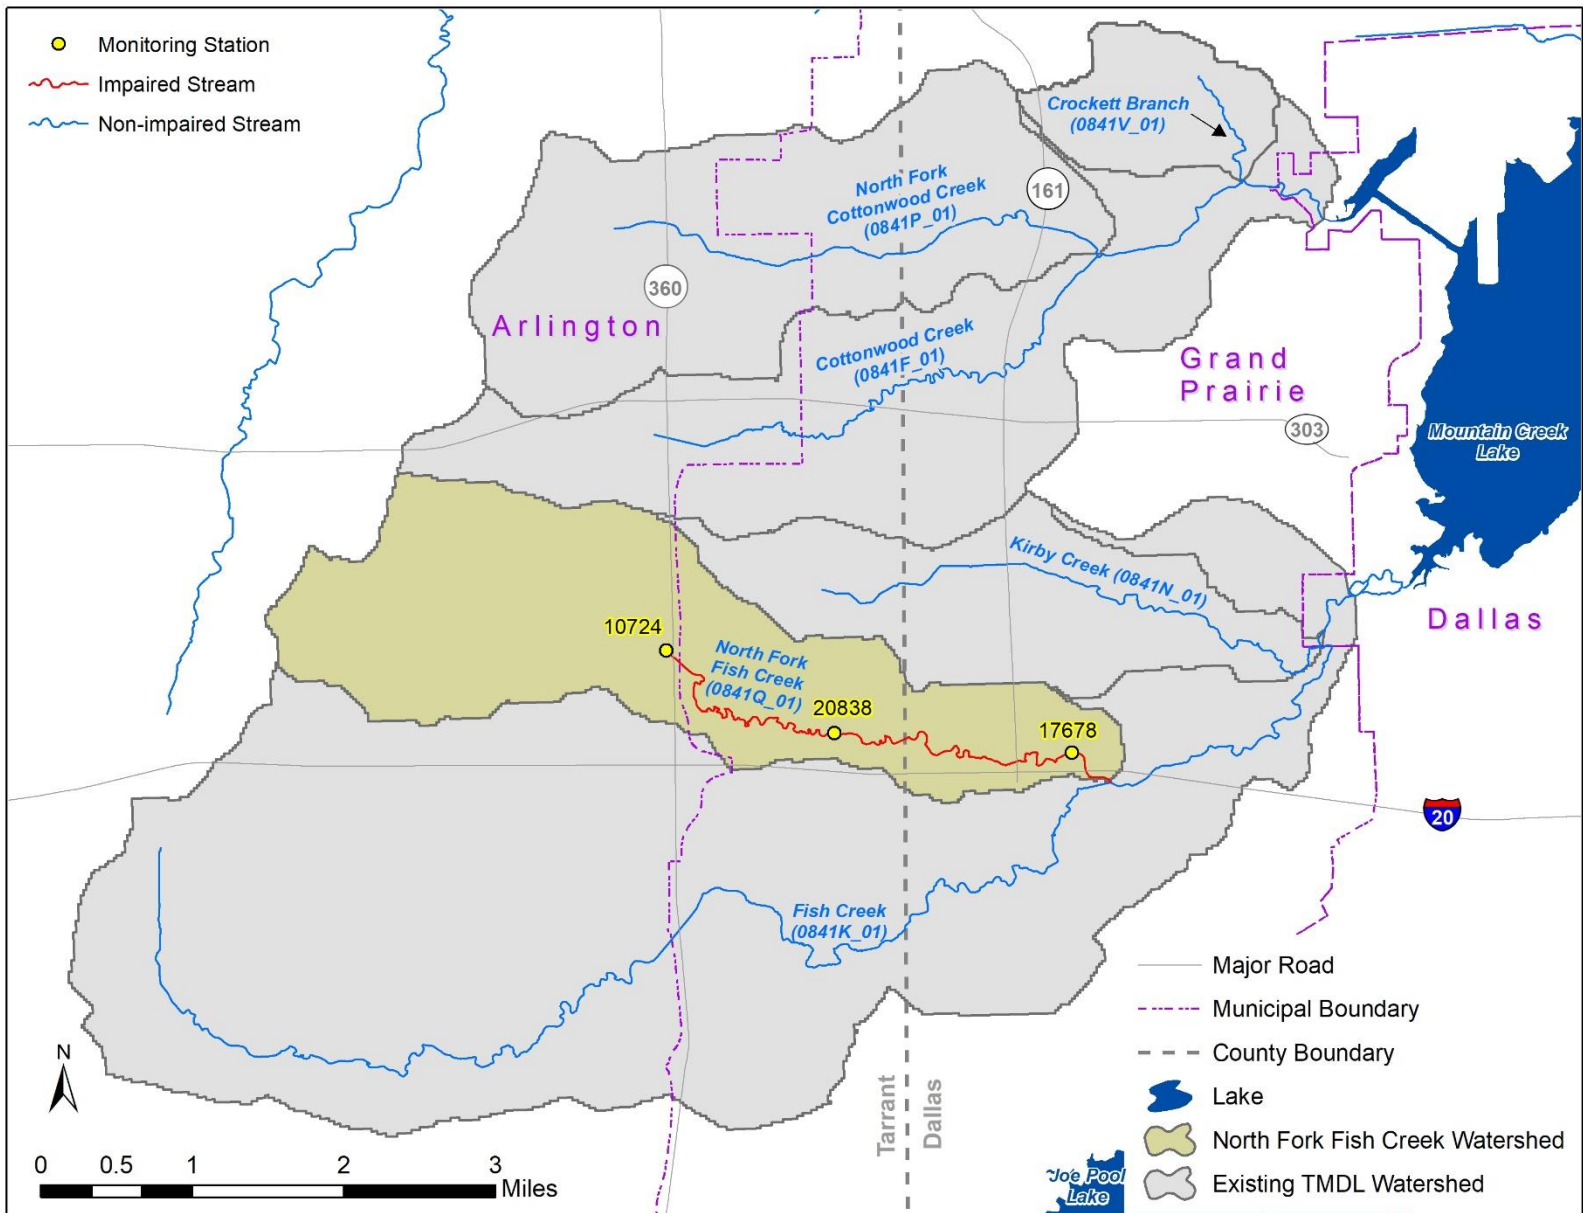 Monitoring Station
Impaired Stream
Non-impaired Stream
Crockett Branch
(0841V_01)
North Fork
Cottonwood Creek
(0841P_01)
161
360
Arlington
Cottonwood Creek
(0841F_01)
Grand
Prairie
303
Mountain Creek
Lake
Kirby Creek (0841N_01)
Dallas
10724
North Fork
Fish Creek
(0841Q_01)
20838
17678
20
Fish Creek
(0841K_01)
Major Road
Municipal Boundary
County Boundary
Lake
North Fork Fish Creek Watershed
Existing TMDL Watershed
Tarrant
Dallas
Joe Pool
Lake
N
0 0.5 1 2 3
Miles